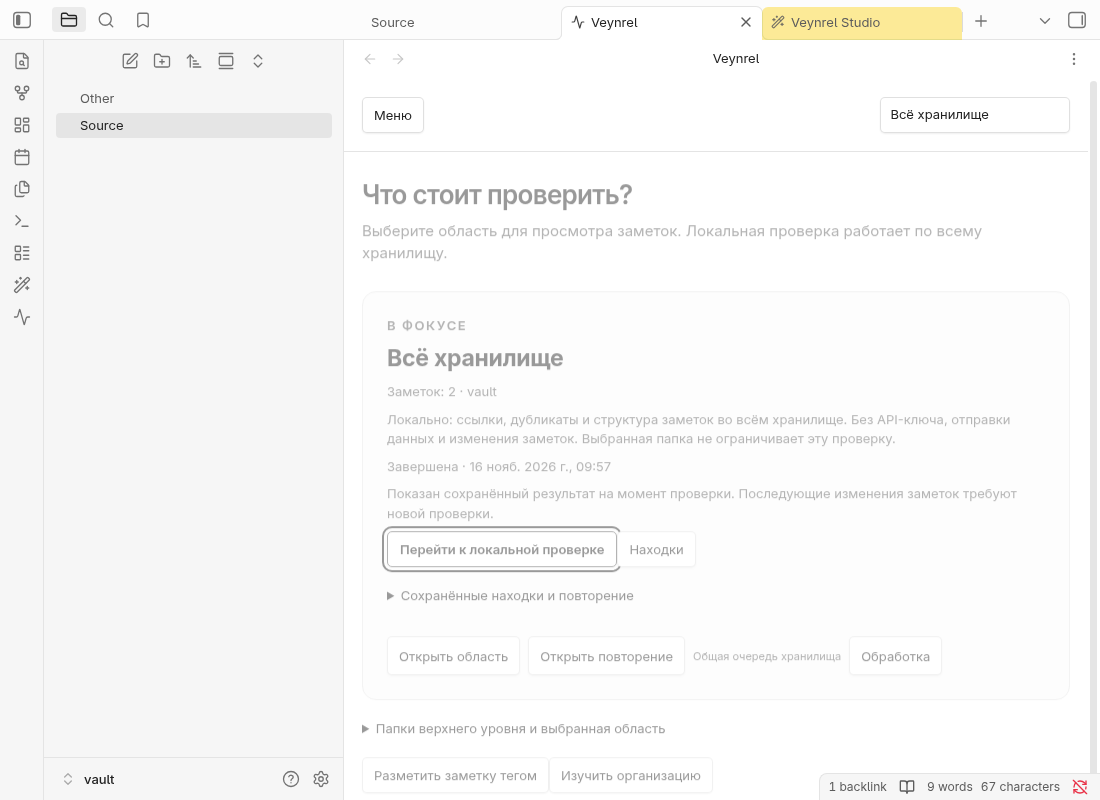 Source
Veynrel
Veynrel Studio
Veynrel
Other
Source
Меню
Всё хранилище
Что стоит проверить?
Выберите область для просмотра заметок. Локальная проверка работает по всему
хранилищу.
В ФОКУСЕ
Всё хранилище
Заметок: 2 · vault
Локально: ссылки, дубликаты и структура заметок во всём хранилище. Без API-ключа, отправки
данных и изменения заметок. Выбранная папка не ограничивает эту проверку.
Завершена · 16 нояб. 2026 г., 09:57
Показан сохранённый результат на момент проверки. Последующие изменения заметок требуют
новой проверки.
Перейти к локальной проверке
Находки
Сохранённые находки и повторение
Открыть область
Открыть повторение
Общая очередь хранилища
Обработка
Папки верхнего уровня и выбранная область
Разметить заметку тегом
Изучить организацию
vault
1 backlink
9 words
67 characters